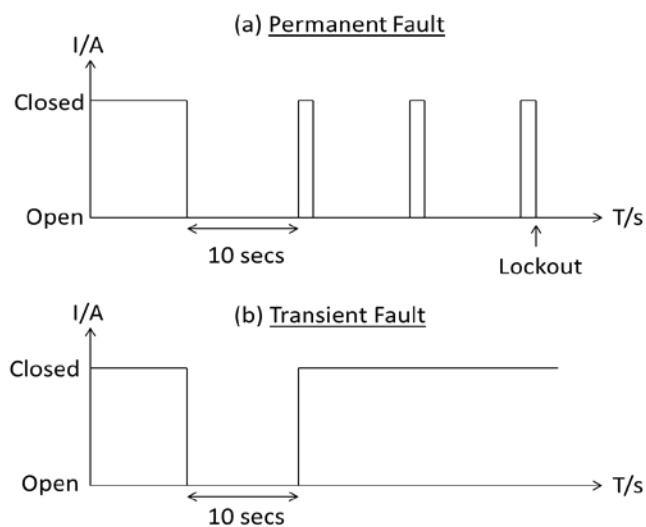 (a) Permanent Fault
I/A
Closed
Open
T/s
10 secs
Lockout
(b) Transient Fault
I/A
Closed
Open
T/s
10 secs